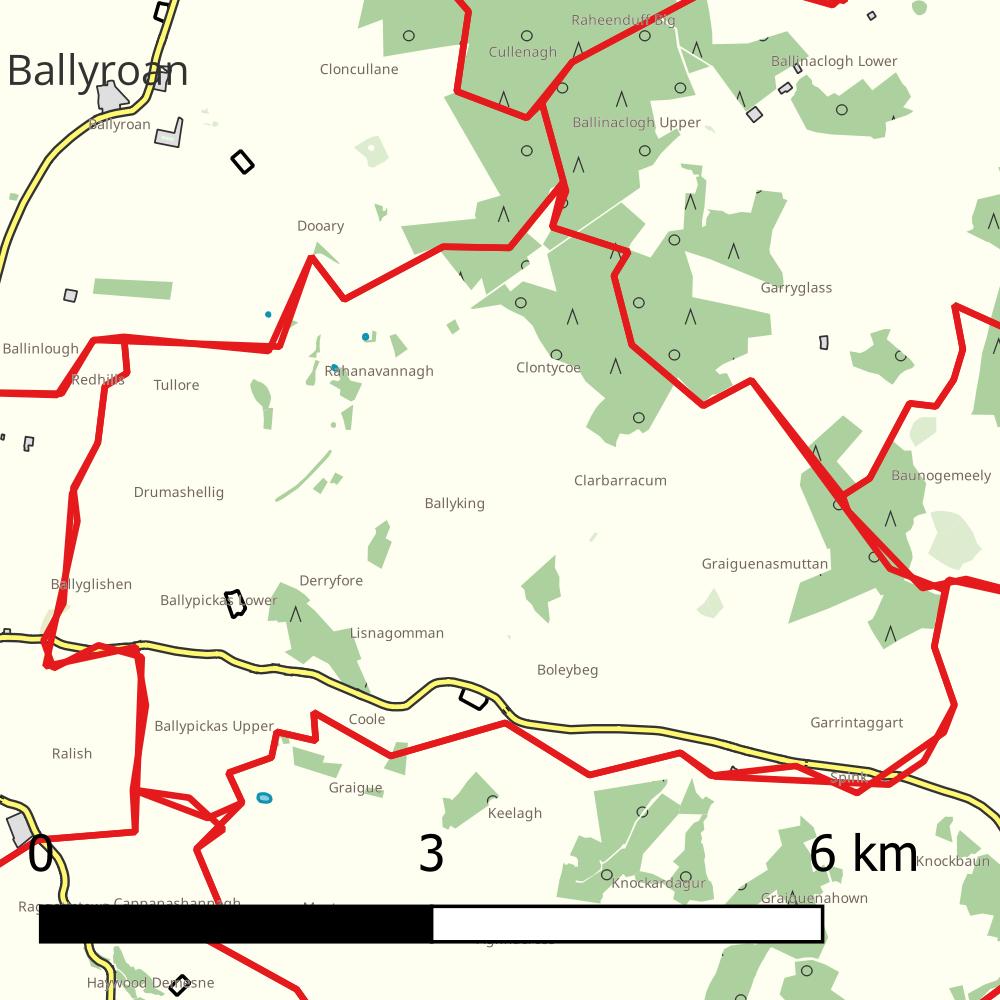 Raheenduff Big
Cullenagh
Cloncullane
Ballinaclogh Lower
Ballyroan
Ballyroan
Ballinaclogh Upper
Dooary
Garryglass
Ballinlough
Redhills
Tullore
Rahanavannagh
Clontycoe
Clarbarracum
Baunogemeely
Drumashellig
Ballyking
Graiguenasmuttan
Ballyglishen
Derryfore
Ballypickas Lower
Lisnagomman
Boleybeg
Coole
Ballypickas Upper
Garrintaggart
Ralish
Spink
Graigue
Keelagh
0 3 6 km
Knockbaun
Knockardagur
Graiguenahown
Cappanashannagh
Haywood Demesne